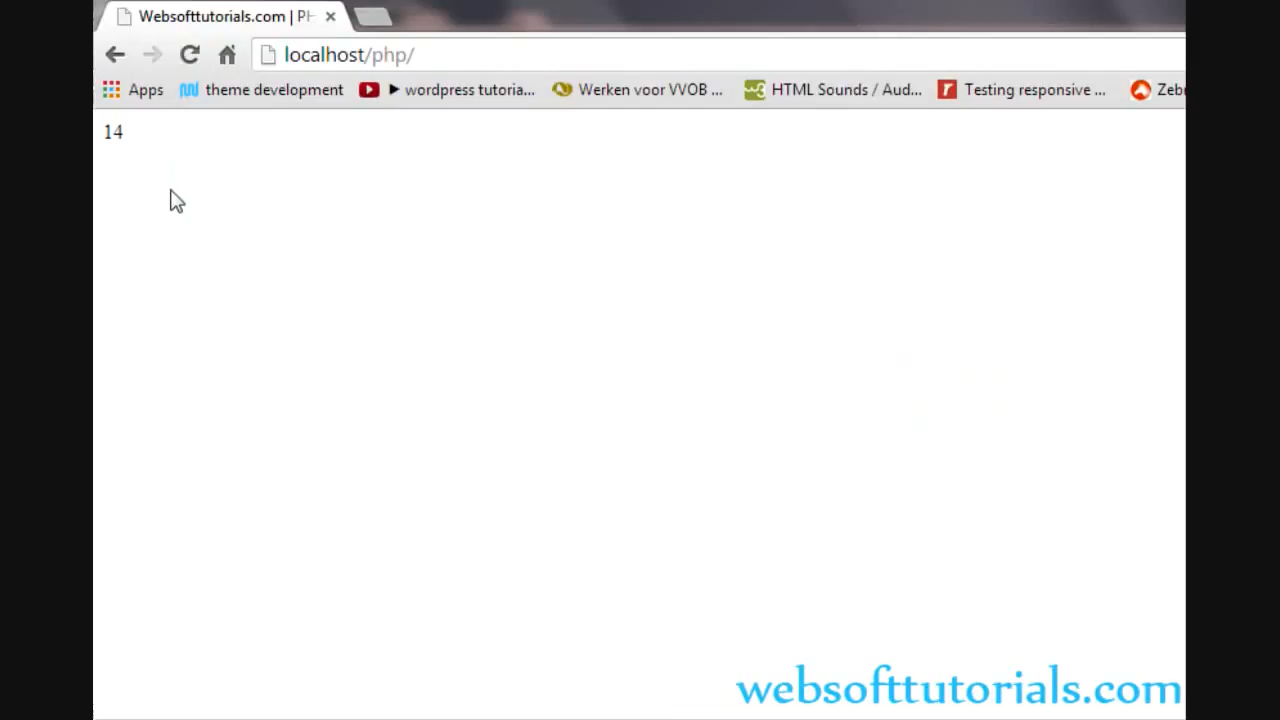 Websofttutorials.com | PH
localhost/php/
Apps theme development ► wordpress tutoria... Werken voor VVOB ... HTML Sounds / Aud... Testing responsive ... Zeb
14
websofttutorials.com